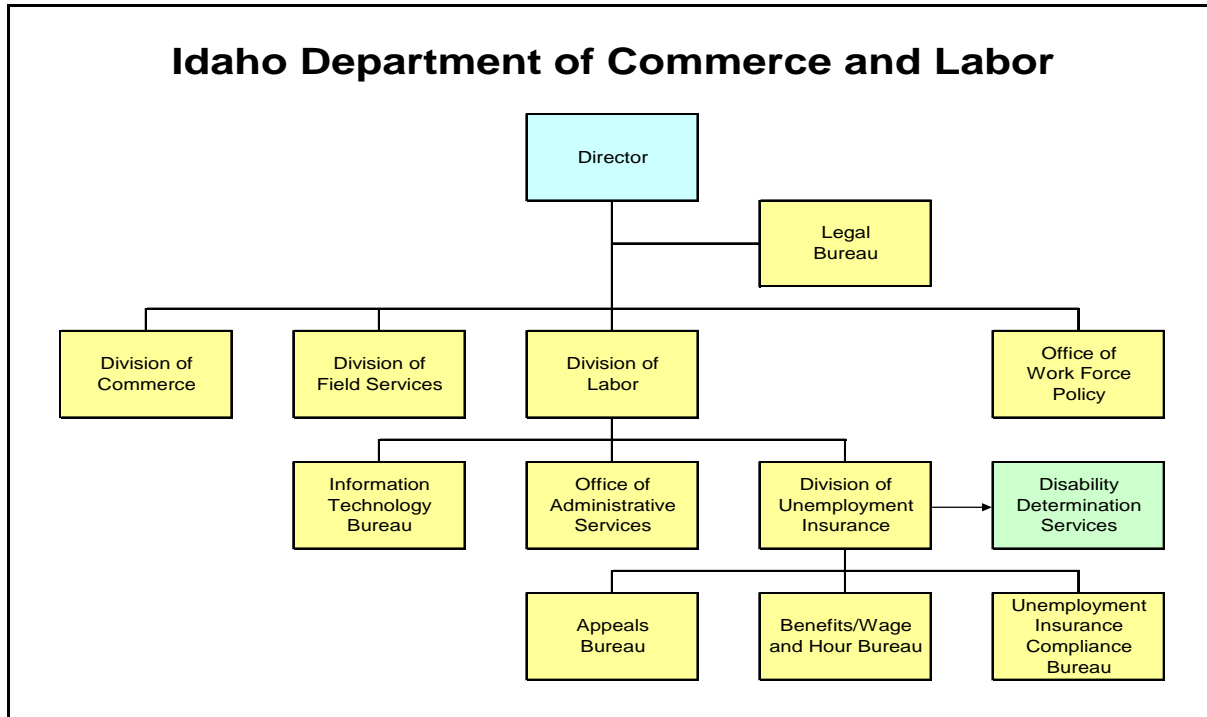 Idaho Department of Commerce and Labor
Director
Legal
Bureau
Division of
Commerce
Division of
Field Services
Division of
Labor
Office of
Work Force
Policy
Information
Technology
Bureau
Office of
Administrative
Services
Division of
Unemployment
Insurance
Disability
Determination
Services
Appeals
Bureau
Benefits/Wage
and Hour Bureau
Unemployment
Insurance
Compliance
Bureau